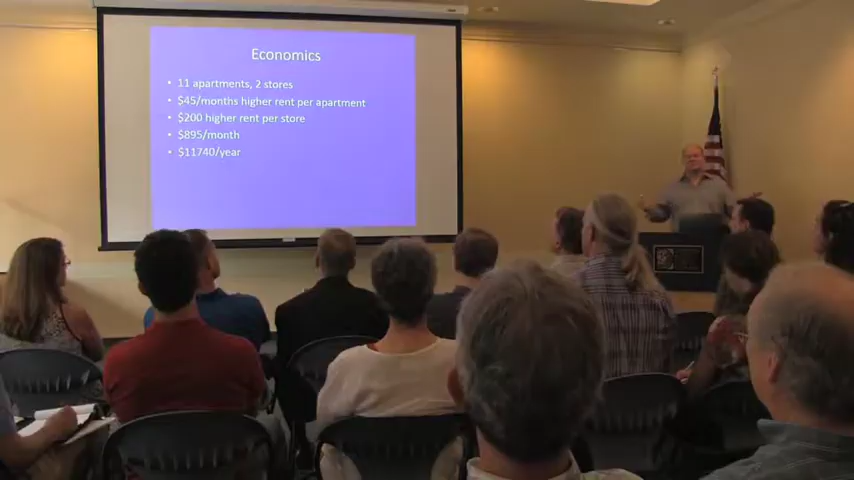 Economics
• 11 apartments, 2 stores
• $45/months higher rent per apartment
• $200 higher rent per store
• $895/month
• $11740/year